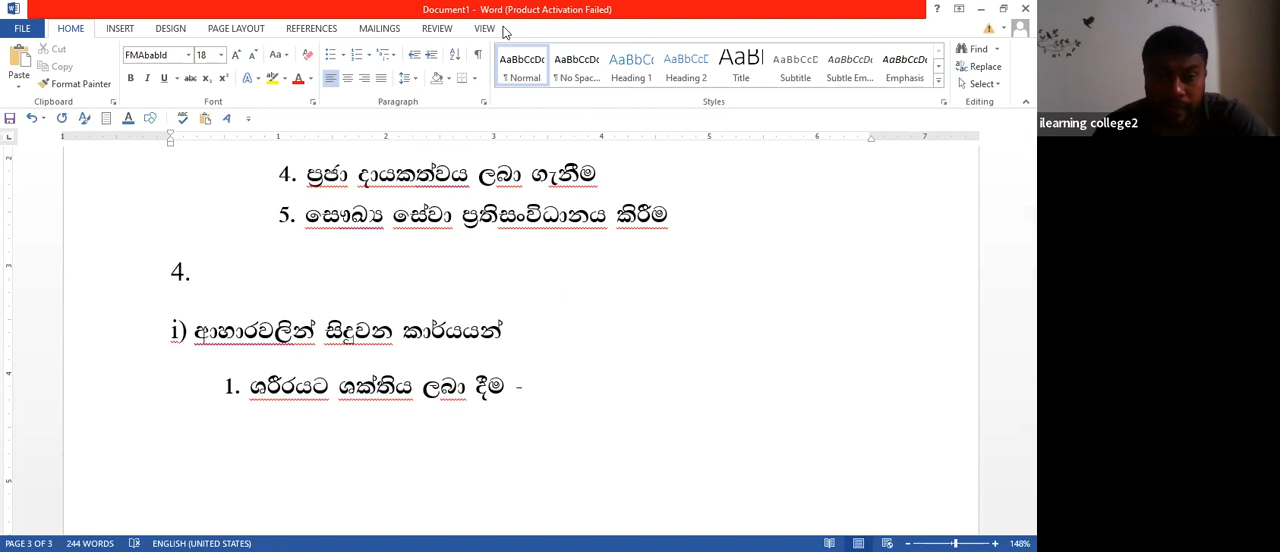 Document1 - Word (Product Activation Failed)
FILE HOME INSERT DESIGN PAGE LAYOUT REFERENCES MAILINGS REVIEW VIEW
Paste Cut Copy Format Painter Clipboard
FMAbabld 18 Font
Paragraph
AaBbCcDc AaBbCcDc AaBbCc AaBbCcC AaBl AaBbCcC AaBbCcDc AaBbCcDc
¶ Normal ¶ No Spac... Heading 1 Heading 2 Title Subtitle Subtle Em... Emphasis
Styles
Find Replace Select Editing
ilearning college2
4. ප්‍රජා දායකත්වය ලබා ගැනීම
5. සෞඛ්‍ය සේවා ප්‍රතිසංවිධානය කිරීම
4.
i) ආහාරවලින් සිදුවන කාර්යයන්
1. ශරීරයට ශක්තිය ලබා දීම -
PAGE 3 OF 3 244 WORDS ENGLISH (UNITED STATES) 148%